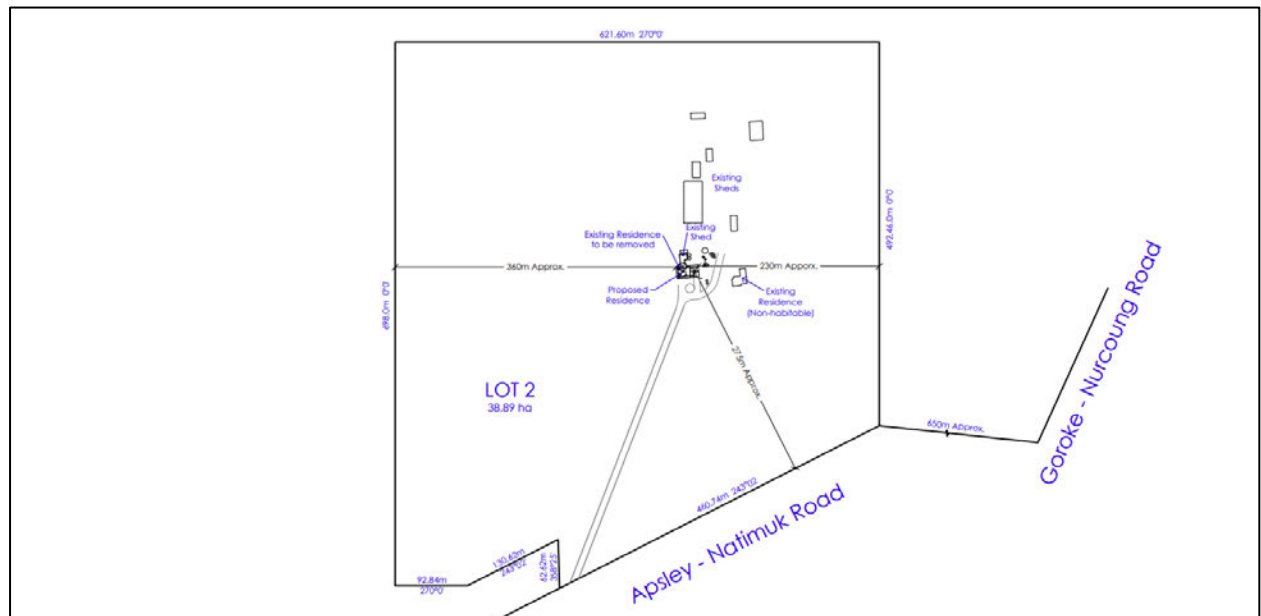 621.60m 270°0'
Existing
Sheds
Existing Residence
to be removed
Existing
Shed
492.46.0m 0°0'
360m Approx.
230m Apporx.
Proposed
Residence
Existing
Residence
(Non-habitable)
698.0m 0°0'
275m Approx.
LOT 2
38.89 ha
650m Approx.
Goroke - Nurcoung Road
460.74m 243°02
Apsley - Natimuk Road
130.62m
243°02'
62.62m
358°25'
92.84m
270°0'